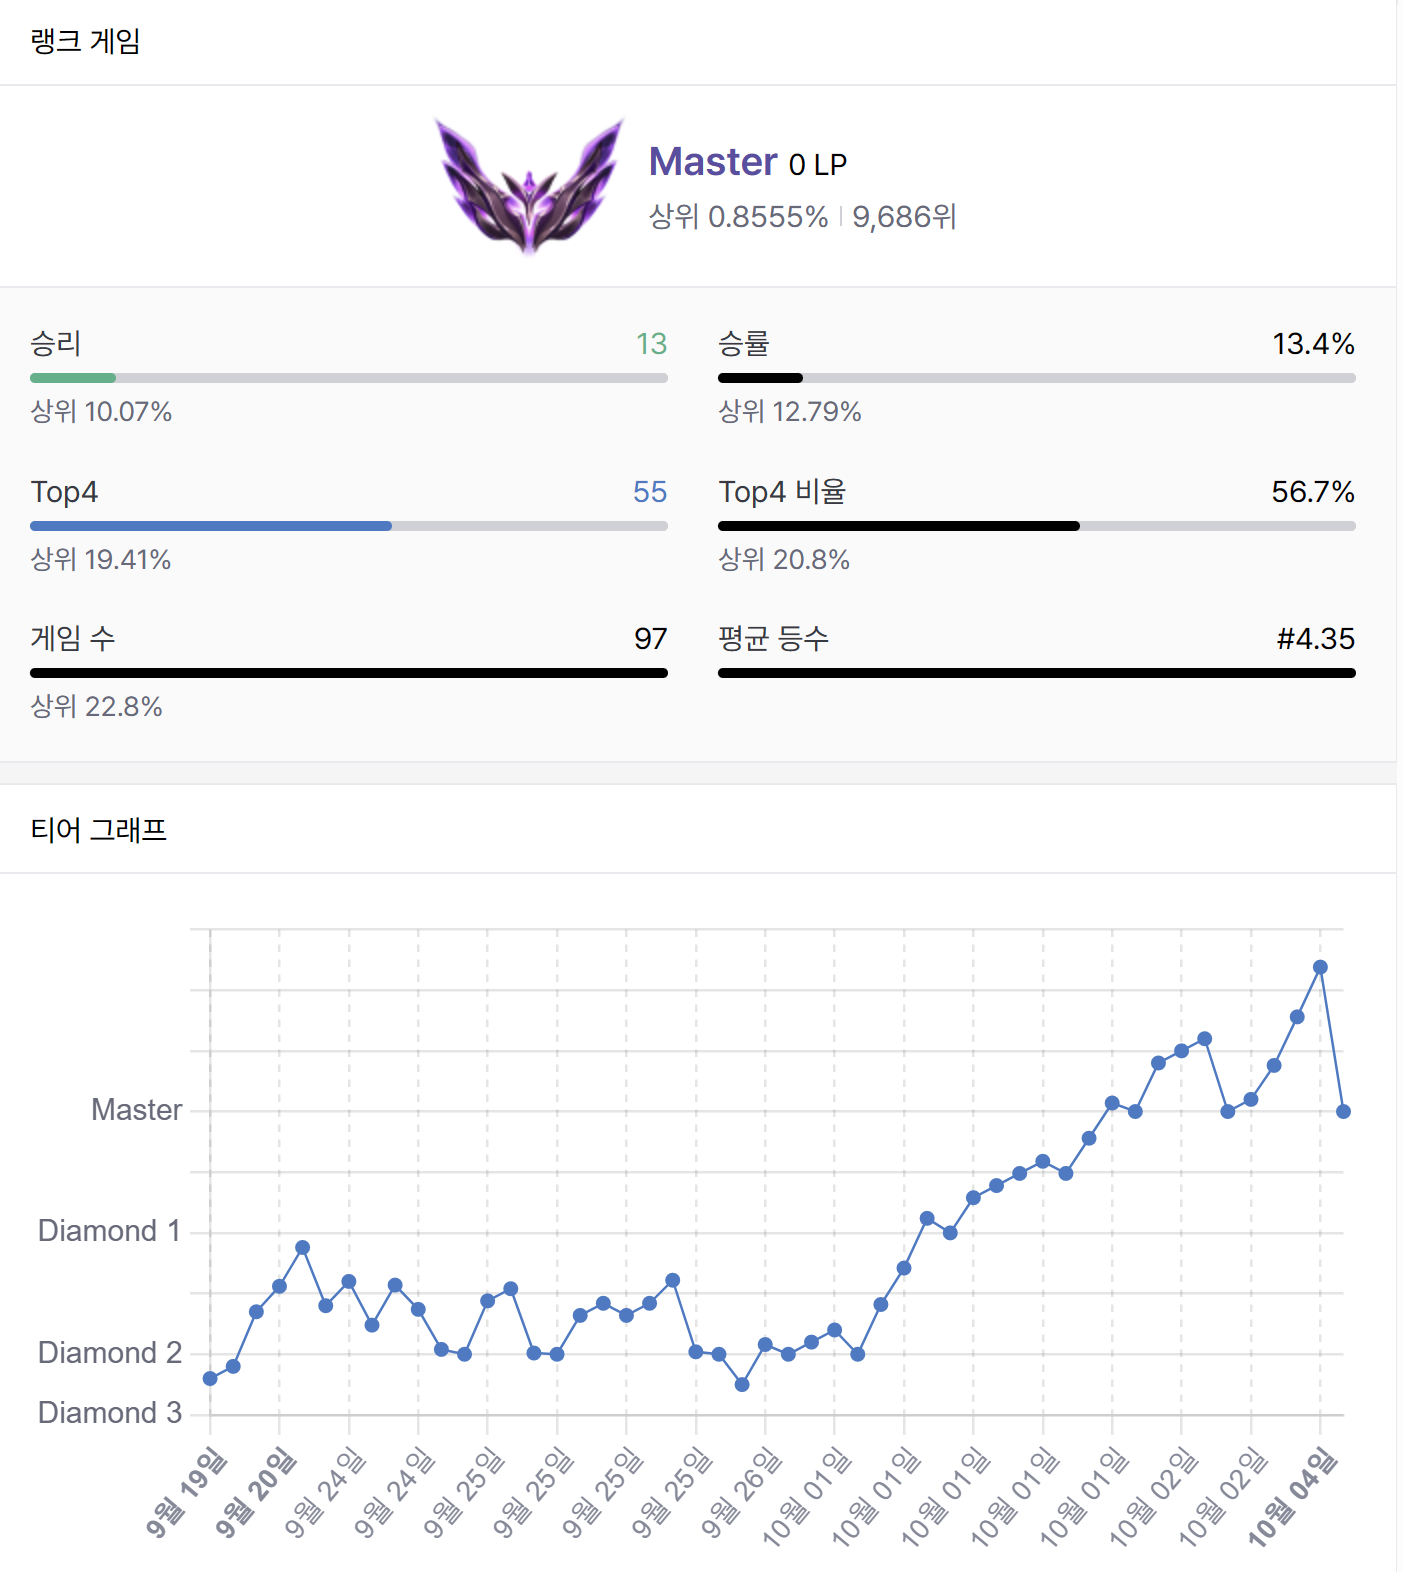 랭크 게임
Master 0 LP
상위 0.8555% | 9,686위
승리 13
상위 10.07%
승률 13.4%
상위 12.79%
Top4 55
상위 19.41%
Top4 비율 56.7%
상위 20.8%
게임 수 97
상위 22.8%
평균 등수 #4.35
티어 그래프
Master
Diamond 1
Diamond 2
Diamond 3
9월 19일
9월 20일
9월 24일
9월 24일
9월 25일
9월 25일
9월 25일
9월 25일
9월 26일
10월 01일
10월 01일
10월 01일
10월 01일
10월 01일
10월 02일
10월 02일
10월 04일